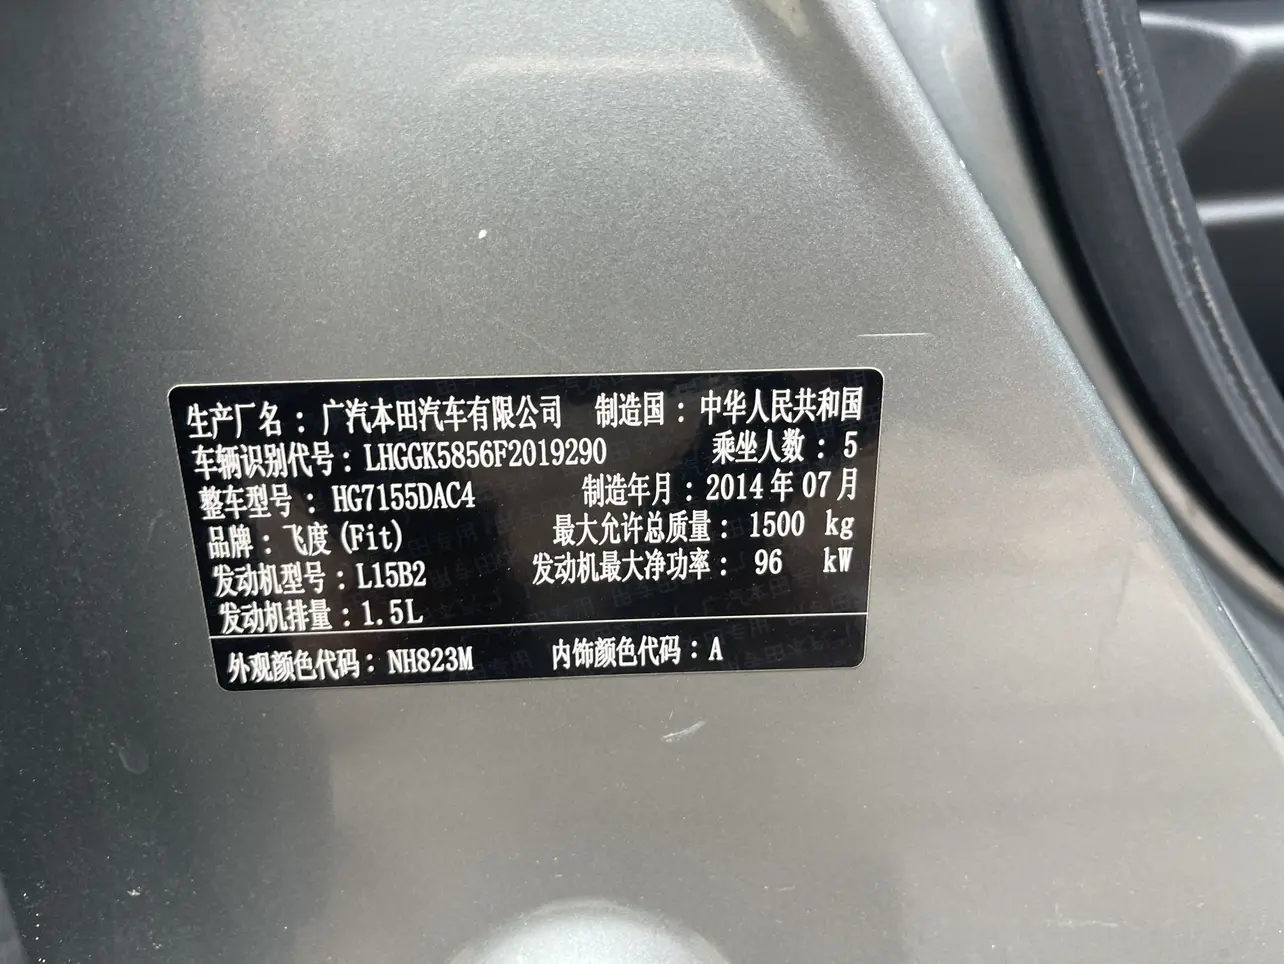 生产厂名：广汽本田汽车有限公司 制造国：中华人民共和国
车辆识别代号：LHGGK5856F2019290 乘坐人数：5
整车型号：HG7155DAC4 制造年月：2014年07月
品牌：飞度(Fit) 最大允许总质量：1500 kg
发动机型号：L15B2 发动机最大净功率：96 kW
发动机排量：1.5L
外观颜色代码：NH823M 内饰颜色代码：A